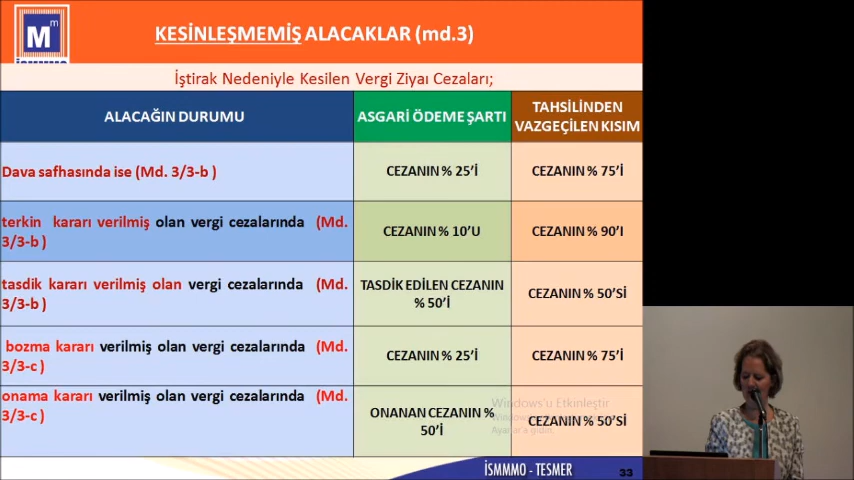 Mm
İSMMMO
KESİNLEŞMEMİŞ ALACAKLAR (md.3)
İştirak Nedeniyle Kesilen Vergi Ziyaı Cezaları;
ALACAĞIN DURUMU
ASGARİ ÖDEME ŞARTI
TAHSİLİNDEN
VAZGEÇİLEN KISIM
Dava safhasında ise (Md. 3/3-b )
CEZANIN % 25'İ
CEZANIN % 75'İ
terkin kararı verilmiş olan vergi cezalarında (Md.
3/3-b )
CEZANIN % 10'U
CEZANIN % 90'I
tasdik kararı verilmiş olan vergi cezalarında (Md.
3/3-b )
TASDİK EDİLEN CEZANIN
% 50'İ
CEZANIN % 50'Sİ
bozma kararı verilmiş olan vergi cezalarında (Md.
3/3-c )
CEZANIN % 25'İ
CEZANIN % 75'İ
onama kararı verilmiş olan vergi cezalarında (Md.
3/3-c )
ONANAN CEZANIN %
50'İ
CEZANIN % 50'Sİ
Windows'u Etkinleştir
Ayarlar'a gidin
İSMMMO - TESMER
33